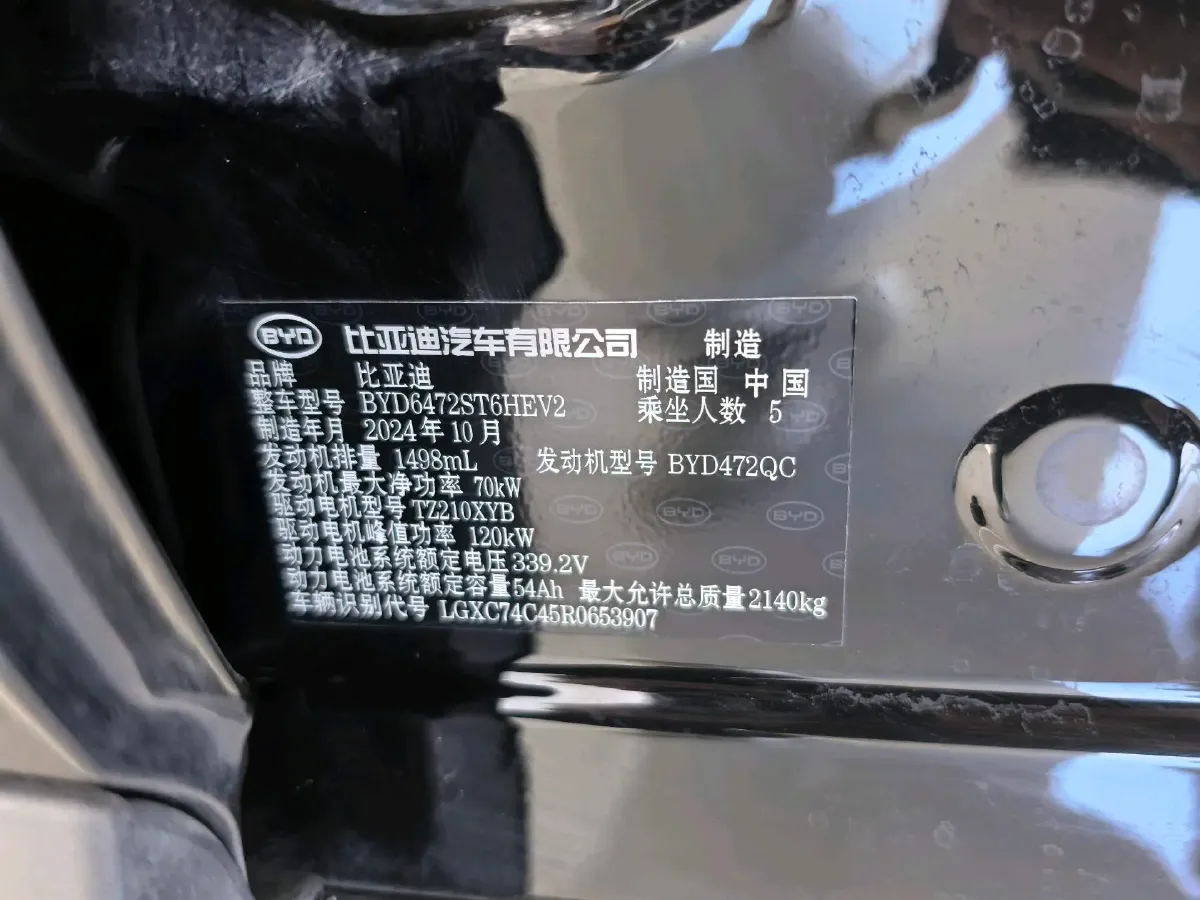 BYD 比亚迪汽车有限公司 制造
品牌 比亚迪 制造国 中国
整车型号 BYD6472ST6HEV2 乘坐人数 5
制造年月 2024年10月
发动机排量 1498mL 发动机型号 BYD472QC
发动机最大净功率 70kW
驱动电机型号 TZ210XYB
驱动电机峰值功率 120kW
动力电池系统额定电压 339.2V
动力电池系统额定容量 54Ah 最大允许总质量 2140kg
车辆识别代号 LGXC74C45R0653907